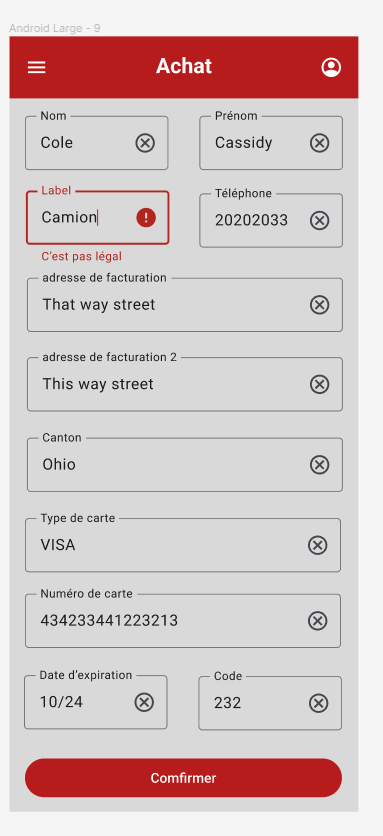 Android Large - 9
Achat
Nom
Cole
Prénom
Cassidy
Label
Camion
C'est pas légal
Téléphone
20202033
adresse de facturation
That way street
adresse de facturation 2
This way street
Canton
Ohio
Type de carte
VISA
Numéro de carte
434233441223213
Date d'expiration
10/24
Code
232
Comfirmer